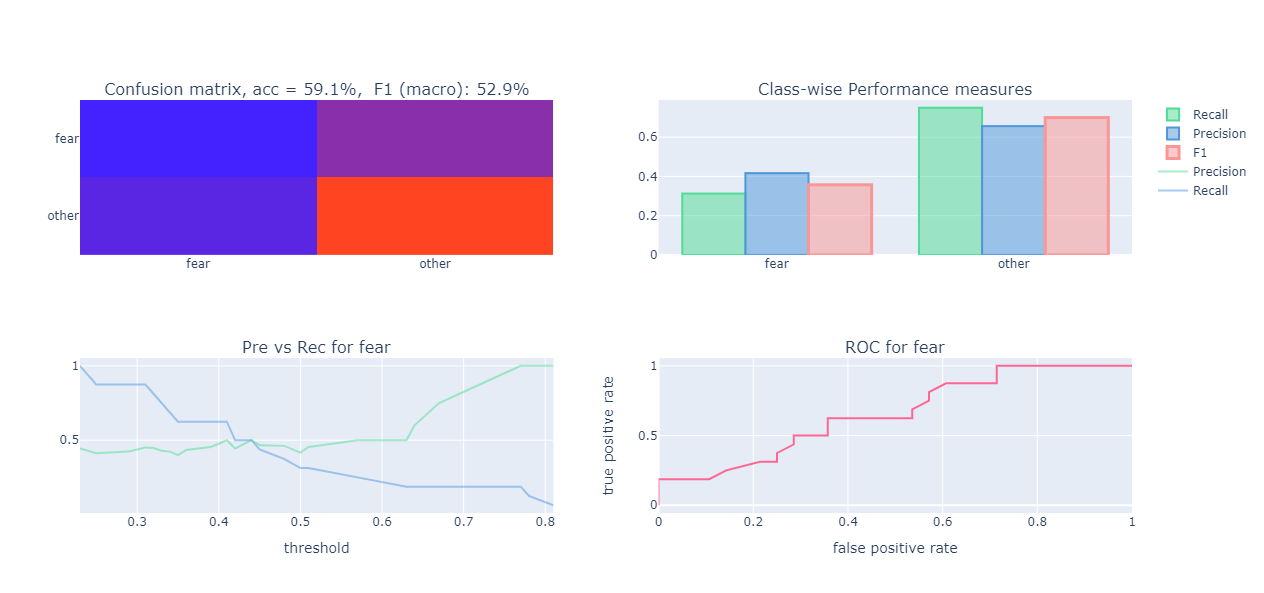 Confusion matrix, acc = 59.1%,  F1 (macro): 52.9%
fear
other
fear
other
Class-wise Performance measures
0.6
0.4
0.2
0
fear
other
Recall
Precision
F1
Precision
Recall
Pre vs Rec for fear
1
0.5
0.3
0.4
0.5
0.6
0.7
0.8
threshold
ROC for fear
true positive rate
1
0.5
0
0
0.2
0.4
0.6
0.8
1
false positive rate